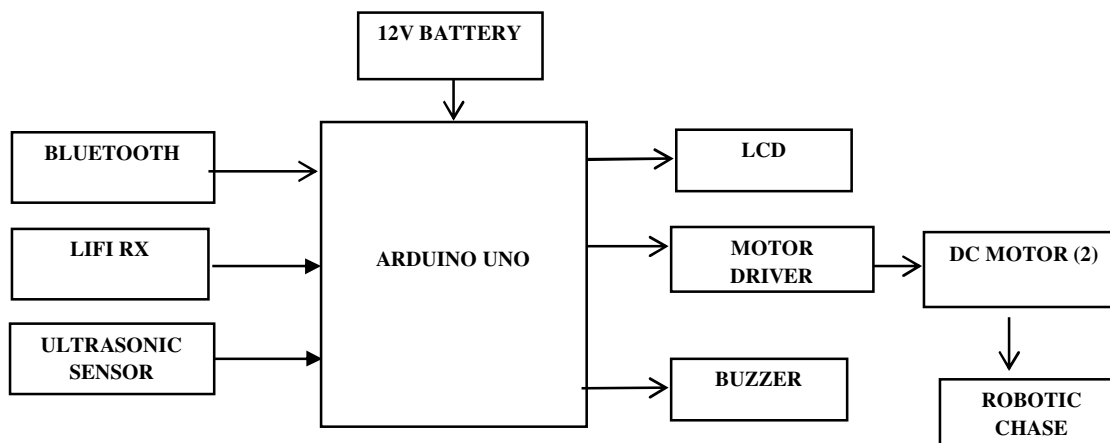 12V BATTERY
BLUETOOTH
LCD
LIFI RX
ARDUINO UNO
MOTOR
DRIVER
DC MOTOR (2)
ULTRASONIC
SENSOR
BUZZER
ROBOTIC
CHASE